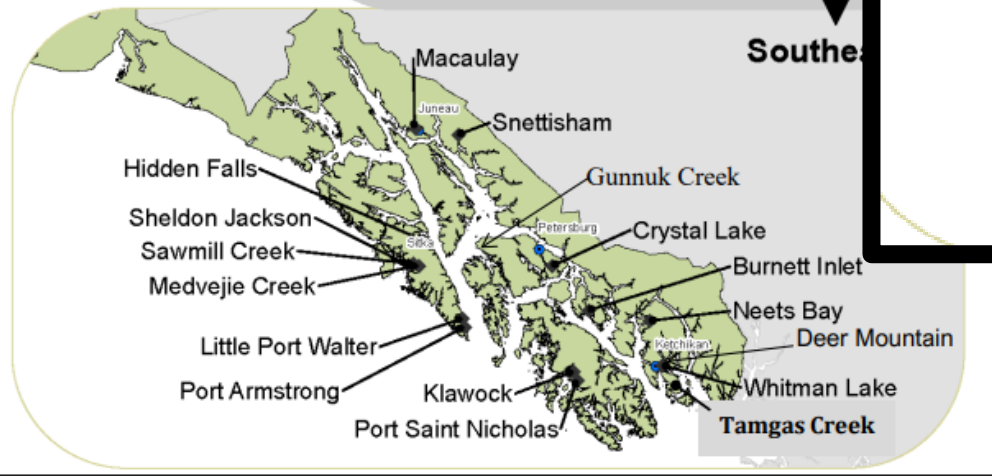 Southea
Macaulay
Juneau
Snettisham
Hidden Falls
Gunnuk Creek
Sheldon Jackson
Petersburg
Crystal Lake
Sitka
Sawmill Creek
Burnett Inlet
Medvejie Creek
Neets Bay
Deer Mountain
Little Port Walter
Ketchikan
Port Armstrong
Klawock
Whitman Lake
Port Saint Nicholas
Tamgas Creek